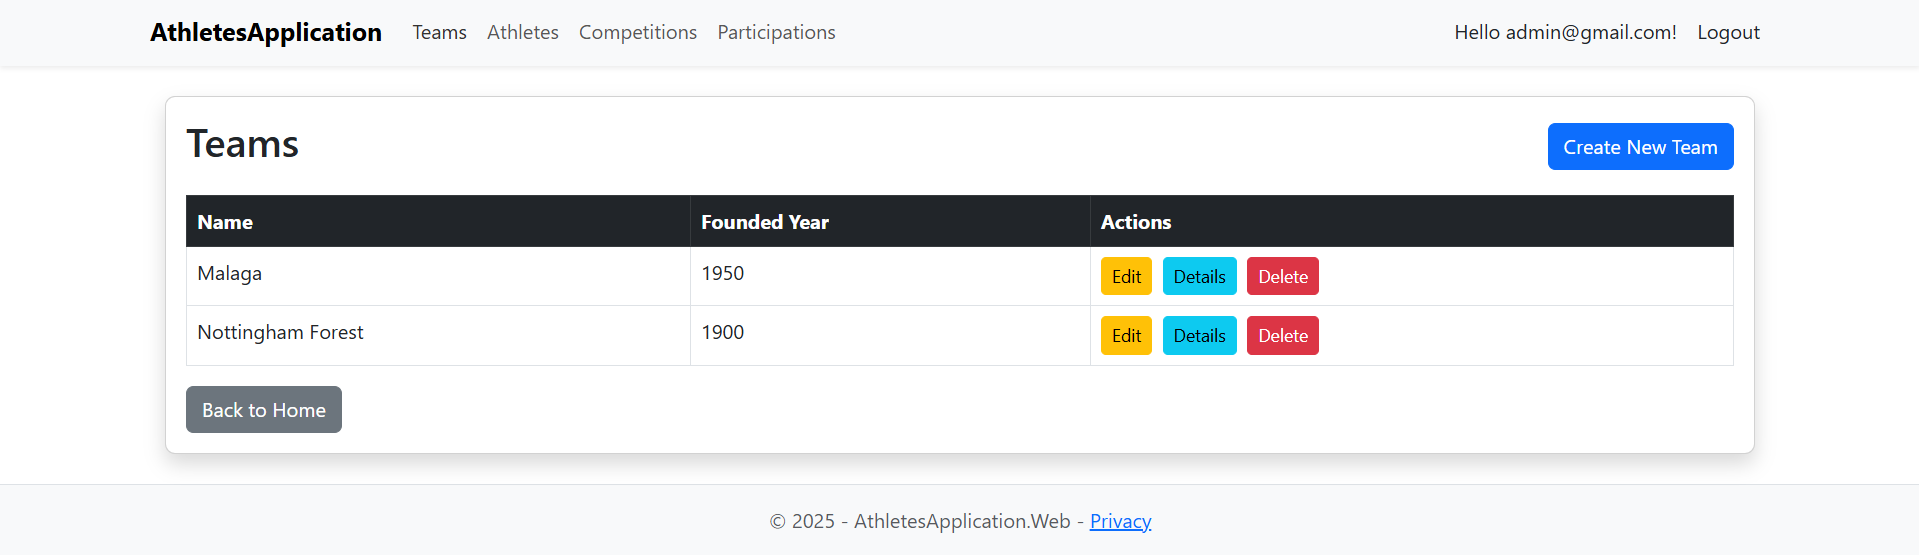 AthletesApplication Teams Athletes Competitions Participations Hello admin@gmail.com! Logout
Teams Create New Team
Name Founded Year Actions
Malaga 1950 Edit Details Delete
Nottingham Forest 1900 Edit Details Delete
Back to Home
© 2025 - AthletesApplication.Web - Privacy